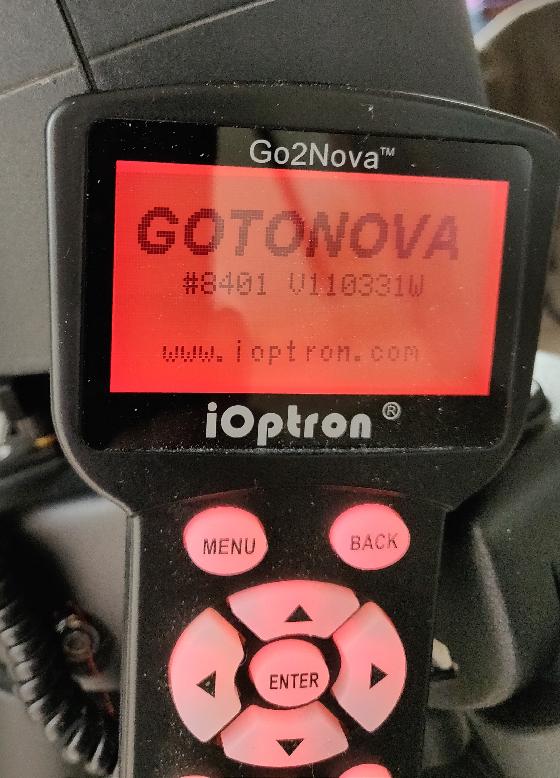 Go2Nova™
GOTONOVA
#8401 V110331W
www.ioptron.com
iOptron®
MENU
BACK
ENTER